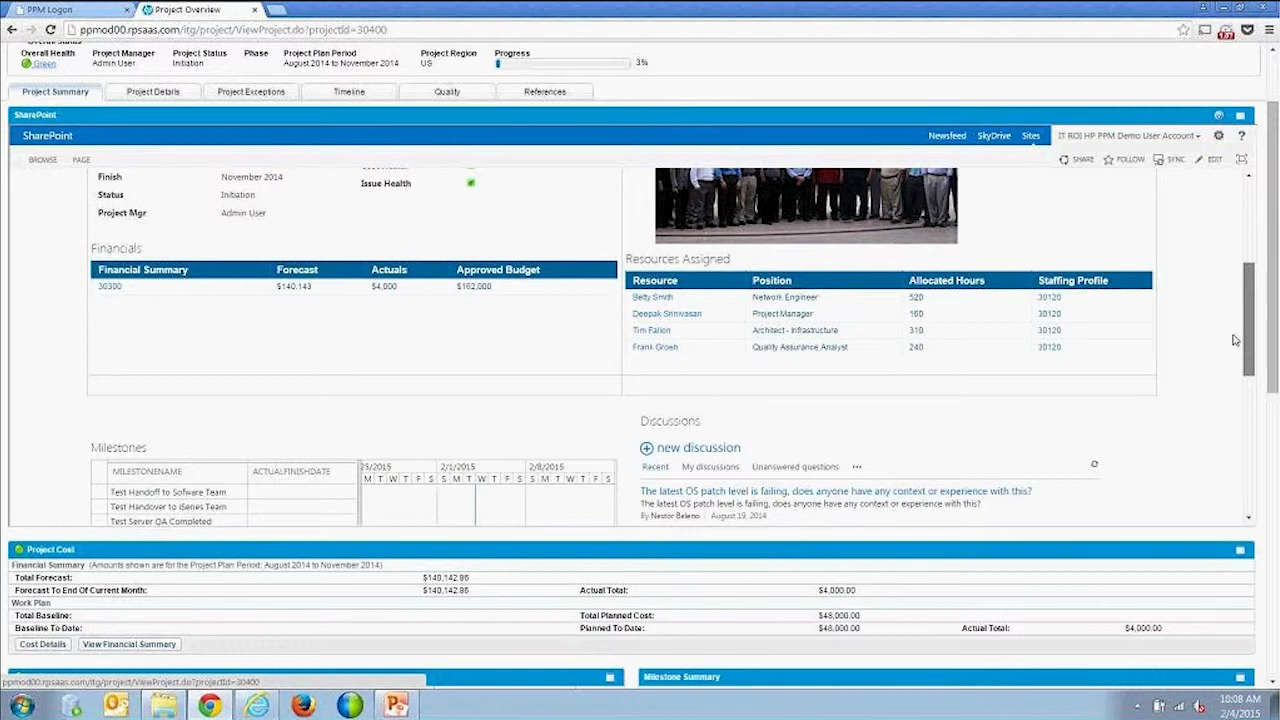 PPM Logon
Project Overview
ppmod00.rpsaas.com/itg/project/ViewProject.do?projectId=30400
Overall Health Project Manager Project Status Phase Project Plan Period Project Region Progress
Green Admin User Initiation August 2014 to November 2014 US 3%
Project Summary Project Details Project Exceptions Timeline Quality References
SharePoint
SharePoint Newsfeed SkyDrive Sites IT ROI HP PPM Demo User Account
BROWSE PAGE SHARE FOLLOW SYNC EDIT
Finish November 2014
Issue Health
Status Initiation
Project Mgr Admin User
Financials
Financial Summary Forecast Actuals Approved Budget
30300 $140,143 $4,000 $162,000
Resources Assigned
Resource Position Allocated Hours Staffing Profile
Betty Smith Network Engineer 520 30120
Deepak Srinivasan Project Manager 160 30120
Tim Fallon Architect - Infrastructure 310 30120
Frank Groeh Quality Assurance Analyst 240 30120
Milestones
MILESTONENAME ACTUALFINISHDATE 25/2015 2/1/2015 2/8/2015
M T W T F S S M T W T F S S M T W T F S
Test Handoff to Sofware Team
Test Handover to iSeries Team
Test Server QA Completed
Discussions
new discussion
Recent My discussions Unanswered questions •••
The latest OS patch level is failing, does anyone have any context or experience with this?
The latest OS patch level is failing, does anyone have any context or experience with this?
By Nestor Beleno August 19, 2014
Project Cost
Financial Summary (Amounts shown are for the Project Plan Period: August 2014 to November 2014)
Total Forecast: $140,142.86
Forecast To End Of Current Month: $140,142.86 Actual Total: $4,000.00
Work Plan
Total Baseline: Total Planned Cost: $48,000.00
Baseline To Date: Planned To Date: $48,000.00 Actual Total: $4,000.00
Cost Details View Financial Summary
Milestone Summary
ppmod00.rpsaas.com/itg/project/ViewProject.do?projectId=30400
10:08 AM
2/4/2015